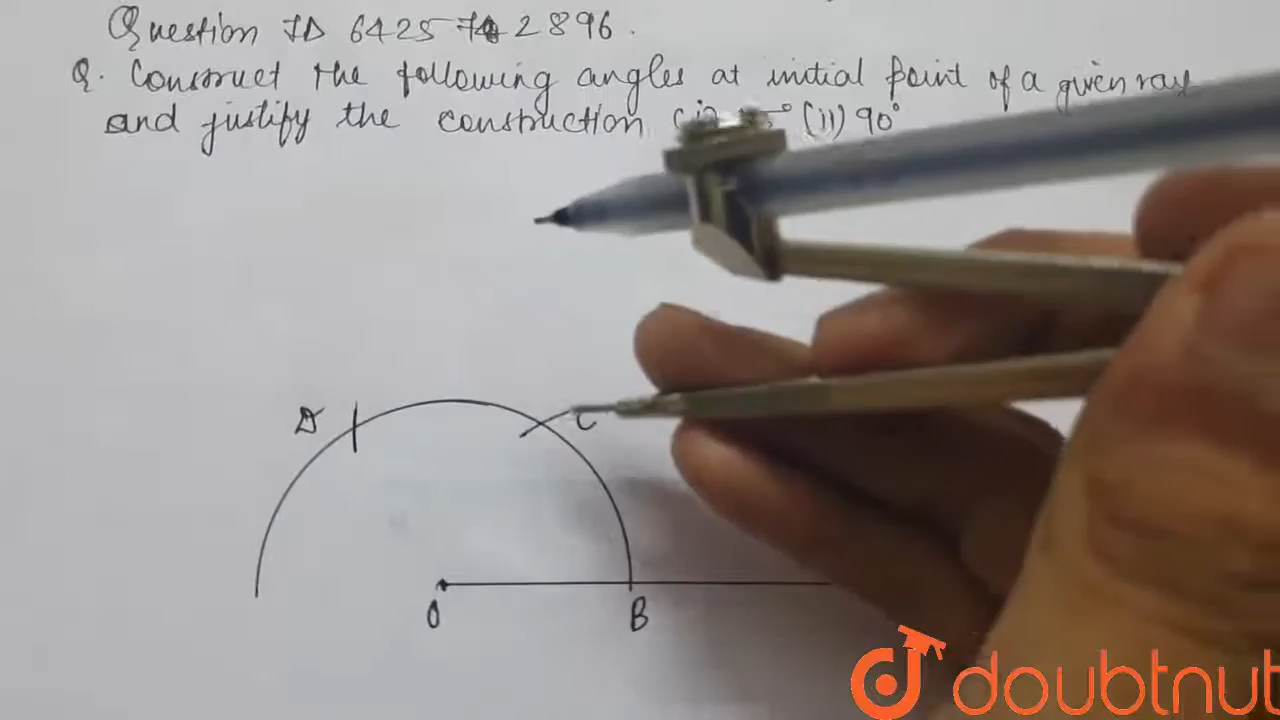 Question ID 6425 2896.
Q. Construct the following angles at initial point of a given ray
and justify the construction (i) (ii) 90°
D
C
O
B
doubtnut